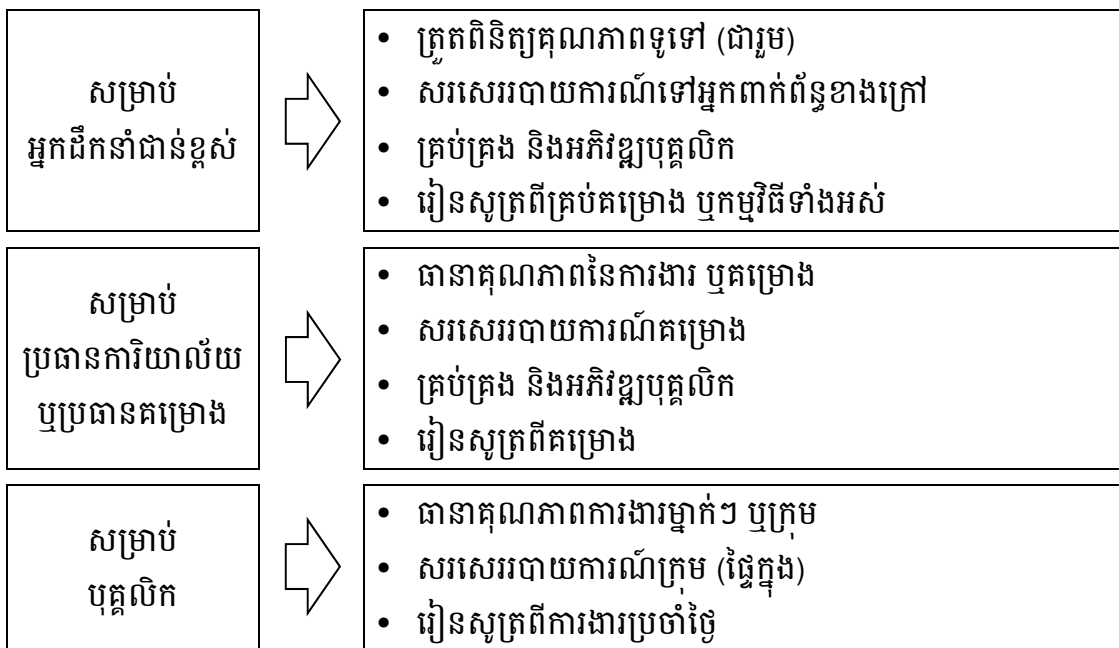 សម្រាប់
អ្នកដឹកនាំជាន់ខ្ពស់
• ត្រួតពិនិត្យគុណភាពទូទៅ (ជារួម)
• សរសេររបាយការណ៍ទៅអ្នកពាក់ព័ន្ធខាងក្រៅ
• គ្រប់គ្រង និងអភិវឌ្ឍបុគ្គលិក
• រៀនសូត្រពីគ្រប់គម្រោង ឬកម្មវិធីទាំងអស់
សម្រាប់
ប្រធានការិយាល័យ
ឬប្រធានគម្រោង
• ធានាគុណភាពនៃការងារ ឬគម្រោង
• សរសេររបាយការណ៍គម្រោង
• គ្រប់គ្រង និងអភិវឌ្ឍបុគ្គលិក
• រៀនសូត្រពីគម្រោង
សម្រាប់
បុគ្គលិក
• ធានាគុណភាពការងារម្នាក់ៗ ឬក្រុម
• សរសេររបាយការណ៍ក្រុម (ផ្ទៃក្នុង)
• រៀនសូត្រពីការងារប្រចាំថ្ងៃ